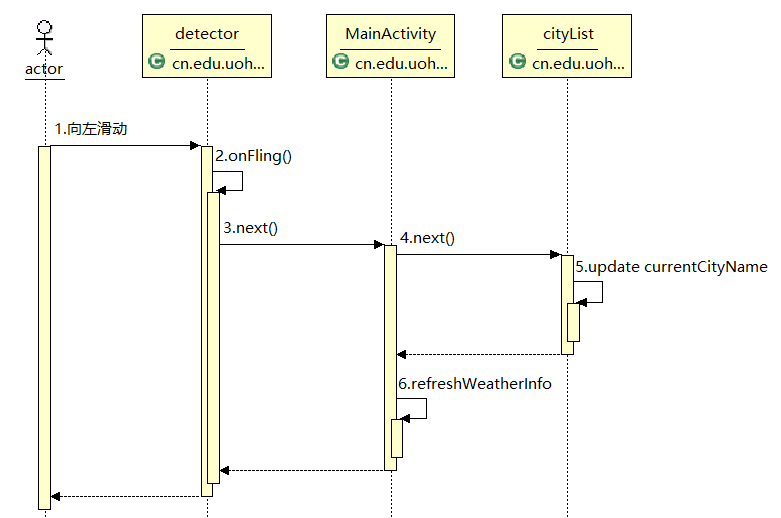 detector
MainActivity
cityList
actor
cn.edu.uoh...
cn.edu.uoh...
cn.edu.uoh...
1.向左滑动
2.onFling()
3.next()
4.next()
5.update currentCityName
6.refreshWeatherInfo